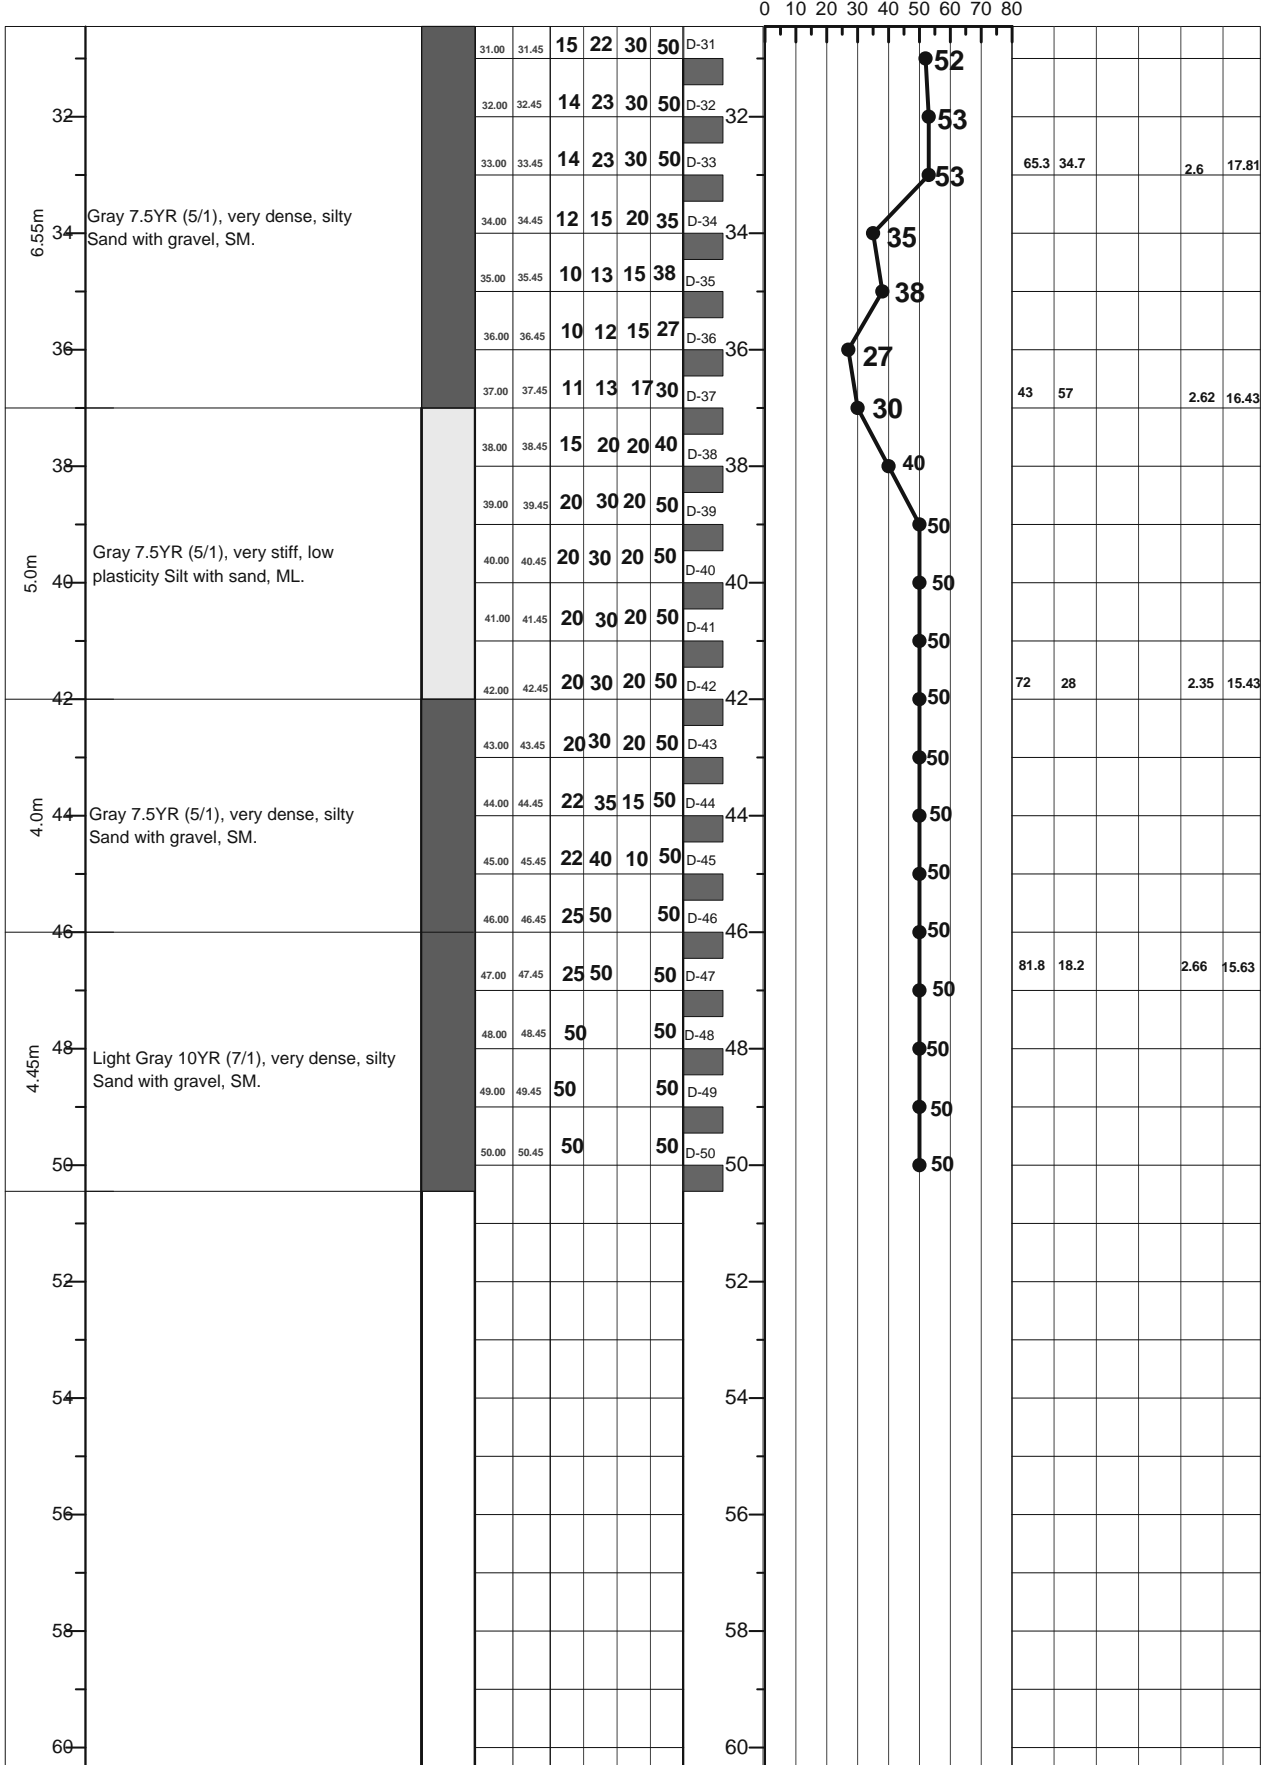 0 10 20 30 40 50 60 70 80
31.00 31.45 15 22 30 50 D-31
52
32.00 32.45 14 23 30 50 D-32
32 32 53
33.00 33.45 14 23 30 50 D-33 65.3 34.7 2.6 17.81
53
6.55m
Gray 7.5YR (5/1), very dense, silty
Sand with gravel, SM.
34.00 34.45 12 15 20 35 D-34
34 34 35
35.00 35.45 10 13 15 38 D-35
38
36.00 36.45 10 12 15 27 D-36
36 36 27
37.00 37.45 11 13 17 30 D-37 43 57 2.62 16.43
30
38.00 38.45 15 20 20 40 D-38
38 38 40
39.00 39.45 20 30 20 50 D-39
50
5.0m
Gray 7.5YR (5/1), very stiff, low
plasticity Silt with sand, ML.
40.00 40.45 20 30 20 50 D-40
40 40 50
41.00 41.45 20 30 20 50 D-41
50
42.00 42.45 20 30 20 50 D-42 72 28 2.35 15.43
42 42 50
43.00 43.45 20 30 20 50 D-43
50
4.0m
Gray 7.5YR (5/1), very dense, silty
Sand with gravel, SM.
44.00 44.45 22 35 15 50 D-44
44 44 50
45.00 45.45 22 40 10 50 D-45
50
46.00 46.45 25 50 50 D-46
46 46 50
47.00 47.45 25 50 50 D-47 81.8 18.2 2.66 15.63
50
48.00 48.45 50 50 D-48
48 48 50
4.45m
Light Gray 10YR (7/1), very dense, silty
Sand with gravel, SM.
49.00 49.45 50 50 D-49
50
50.00 50.45 50 50 D-50
50 50 50
52 52
54 54
56 56
58 58
60 60